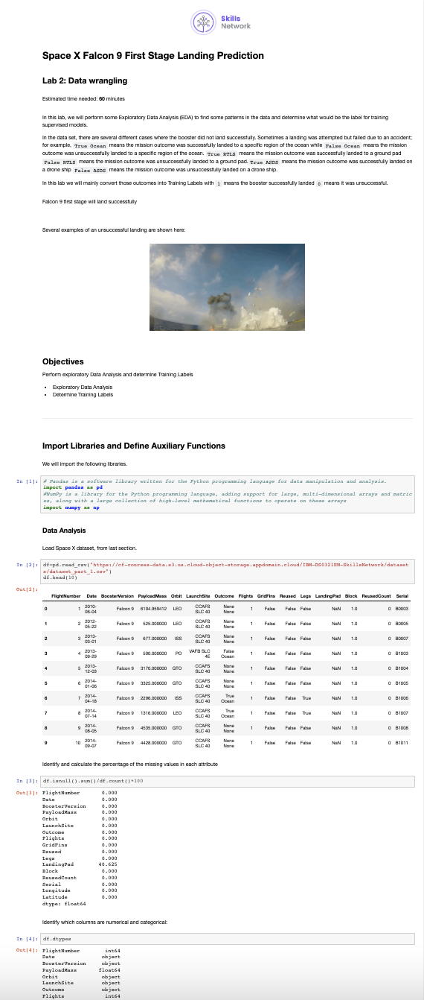 Skills
Network
Space X Falcon 9 First Stage Landing Prediction
Lab 2: Data wrangling
Estimated time needed: 60 minutes
In this lab, we will perform some Exploratory Data Analysis (EDA) to find some patterns in the data and determine what would be the label for training
supervised models.
In the data set, there are several different cases where the booster did not land successfully. Sometimes a landing was attempted but failed due to an accident;
for example, True Ocean means the mission outcome was successfully landed to a specific region of the ocean while False Ocean means the mission
outcome was unsuccessfully landed to a specific region of the ocean. True RTLS means the mission outcome was successfully landed to a ground pad
False RTLS means the mission outcome was unsuccessfully landed to a ground pad. True ASDS means the mission outcome was successfully landed on
a drone ship False ASDS means the mission outcome was unsuccessfully landed on a drone ship.
In this lab we will mainly convert those outcomes into Training Labels with 1 means the booster successfully landed 0 means it was unsuccessful.
Falcon 9 first stage will land successfully
Several examples of an unsuccessful landing are shown here:
Objectives
Perform exploratory Data Analysis and determine Training Labels
• Exploratory Data Analysis
• Determine Training Labels
Import Libraries and Define Auxiliary Functions
We will import the following libraries.
In [1]: # Pandas is a software library written for the Python programming language for data manipulation and analysis.
import pandas as pd
#NumPy is a library for the Python programming language, adding support for large, multi-dimensional arrays and matric
es, along with a large collection of high-level mathematical functions to operate on these arrays
import numpy as np
Data Analysis
Load Space X dataset, from last section.
In [2]: df=pd.read_csv("https://cf-courses-data.s3.us.cloud-object-storage.appdomain.cloud/IBM-DS0321EN-SkillsNetwork/dataset
s/dataset_part_1.csv")
df.head(10)
Out[2]:
FlightNumber Date BoosterVersion PayloadMass Orbit LaunchSite Outcome Flights GridFins Reused Legs LandingPad Block ReusedCount Serial
0 1 2010-06-04 Falcon 9 6104.959412 LEO CCAFS SLC 40 None None 1 False False False NaN 1.0 0 B0003
1 2 2012-05-22 Falcon 9 525.000000 LEO CCAFS SLC 40 None None 1 False False False NaN 1.0 0 B0005
2 3 2013-03-01 Falcon 9 677.000000 ISS CCAFS SLC 40 None None 1 False False False NaN 1.0 0 B0007
3 4 2013-09-29 Falcon 9 500.000000 PO VAFB SLC 4E False Ocean 1 False False False NaN 1.0 0 B1003
4 5 2013-12-03 Falcon 9 3170.000000 GTO CCAFS SLC 40 None None 1 False False False NaN 1.0 0 B1004
5 6 2014-01-06 Falcon 9 3325.000000 GTO CCAFS SLC 40 None None 1 False False False NaN 1.0 0 B1005
6 7 2014-04-18 Falcon 9 2296.000000 ISS CCAFS SLC 40 True Ocean 1 False False True NaN 1.0 0 B1006
7 8 2014-07-14 Falcon 9 1316.000000 LEO CCAFS SLC 40 True Ocean 1 False False True NaN 1.0 0 B1007
8 9 2014-08-05 Falcon 9 4535.000000 GTO CCAFS SLC 40 None None 1 False False False NaN 1.0 0 B1008
9 10 2014-09-07 Falcon 9 4428.000000 GTO CCAFS SLC 40 None None 1 False False False NaN 1.0 0 B1011
Identify and calculate the percentage of the missing values in each attribute
In [3]: df.isnull().sum()/df.count()*100
Out[3]: FlightNumber 0.000
Date 0.000
BoosterVersion 0.000
PayloadMass 0.000
Orbit 0.000
LaunchSite 0.000
Outcome 0.000
Flights 0.000
GridFins 0.000
Reused 0.000
Legs 0.000
LandingPad 40.625
Block 0.000
ReusedCount 0.000
Serial 0.000
Longitude 0.000
Latitude 0.000
dtype: float64
Identify which columns are numerical and categorical:
In [4]: df.dtypes
Out[4]: FlightNumber int64
Date object
BoosterVersion object
PayloadMass float64
Orbit object
LaunchSite object
Outcome object
Flights int64